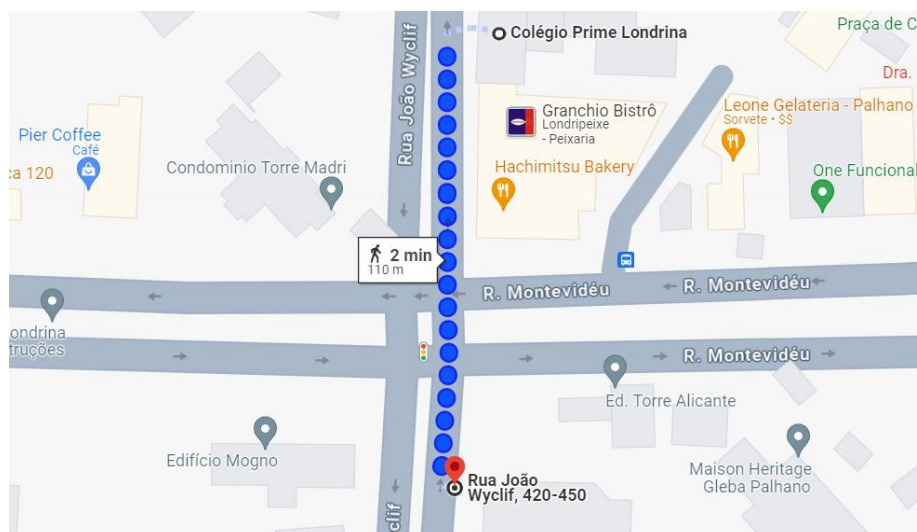 Colégio Prime Londrina
Praça de C
Rua João Wyclif
Dra.
Granchio Bistrô
Londripeixe
- Peixaria
Leone Gelateria - Palhano
Sorvete • $$
Pier Coffee
Café
ca 120
Condominio Torre Madri
Hachimitsu Bakery
One Funcional
2 min
110 m
R. Montevidéu
R. Montevidéu
ondrina
truções
R. Montevidéu
Ed. Torre Alicante
Edifício Mogno
Maison Heritage
Gleba Palhano
Rua João
Wyclif, 420-450
clif